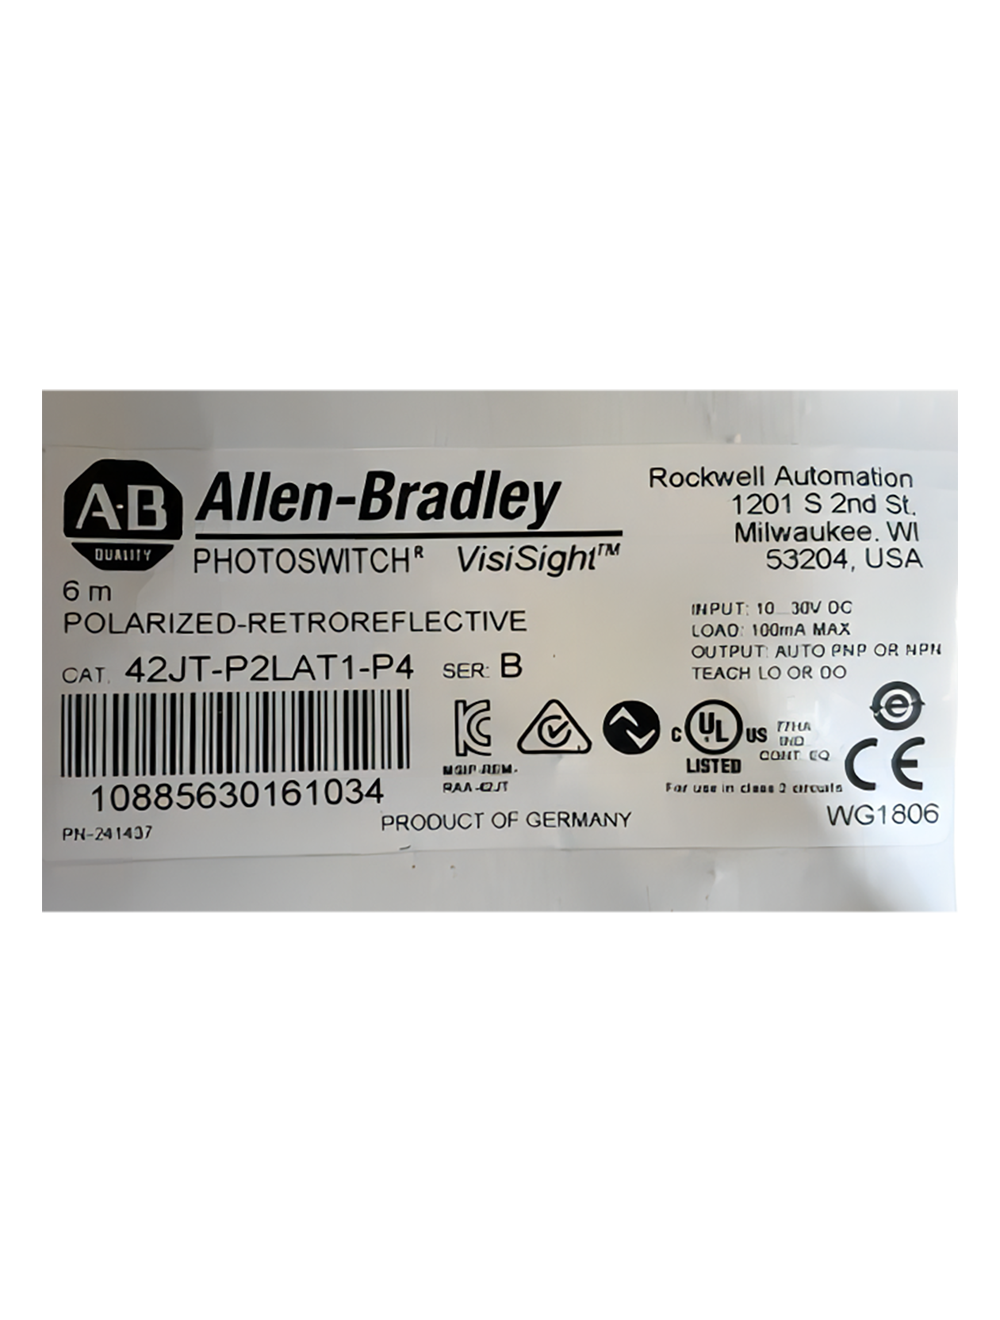 A-B
QUALITY
Allen-Bradley
PHOTOSWITCH® VisiSight™
6 m
POLARIZED-RETROREFLECTIVE
CAT. 42JT-P2LAT1-P4 SER: B
10885630161034
PN-241437
PRODUCT OF GERMANY
Rockwell Automation
1201 S 2nd St.
Milwaukee. WI
53204, USA
INPUT: 10...30V DC
LOAD: 100mA MAX
OUTPUT: AUTO PNP OR NPN
TEACH LO OR DO
-42JT
c UL US
LISTED
IND
CONT. EQ
For use in class 2 circuits
e
CE
WG1806